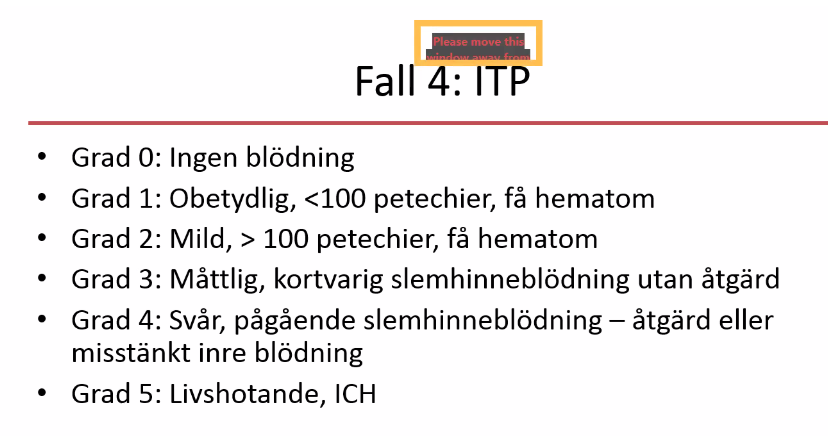 Please move this
window away from
Fall 4: ITP
• Grad 0: Ingen blödning
• Grad 1: Obetydlig, <100 petechier, få hematom
• Grad 2: Mild, > 100 petechier, få hematom
• Grad 3: Måttlig, kortvarig slemhinneblödning utan åtgärd
• Grad 4: Svår, pågående slemhinneblödning – åtgärd eller
misstänkt inre blödning
• Grad 5: Livshotande, ICH